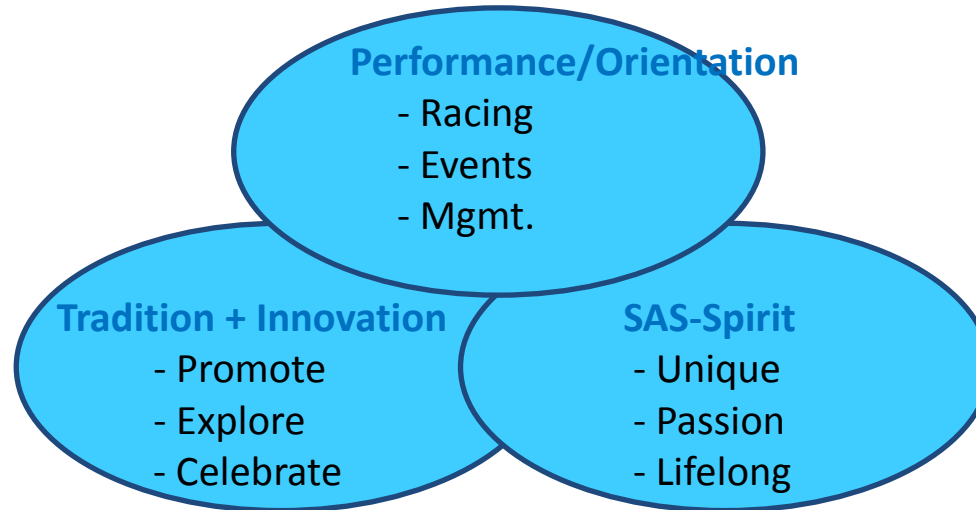 Performance/Orientation
- Racing
- Events
- Mgmt.
Tradition + Innovation
- Promote
- Explore
- Celebrate
SAS-Spirit
- Unique
- Passion
- Lifelong